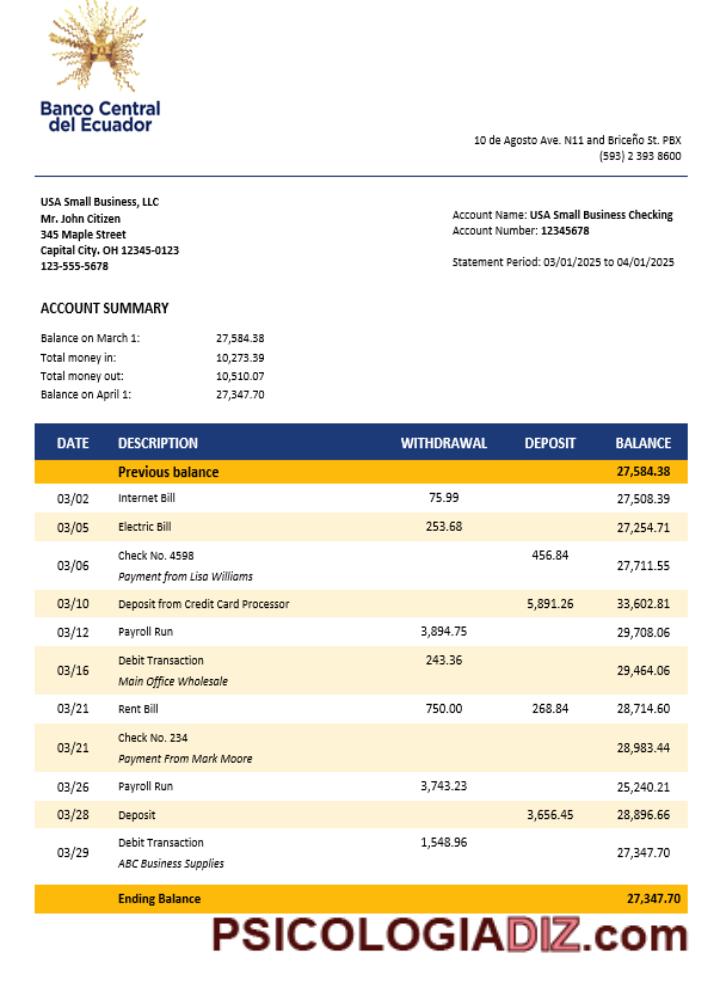 Banco Central
del Ecuador
10 de Agosto Ave. N11 and Briceño St. PBX
(593) 2 393 8600
USA Small Business, LLC
Mr. John Citizen
345 Maple Street
Capital City. OH 12345-0123
123-555-5678
Account Name: USA Small Business Checking
Account Number: 12345678
Statement Period: 03/01/2025 to 04/01/2025
ACCOUNT SUMMARY
Balance on March 1: 27,584.38
Total money in: 10,273.39
Total money out: 10,510.07
Balance on April 1: 27,347.70
DATE DESCRIPTION WITHDRAWAL DEPOSIT BALANCE
Previous balance 27,584.38
03/02 Internet Bill 75.99 27,508.39
03/05 Electric Bill 253.68 27,254.71
03/06 Check No. 4598 456.84 27,711.55
Payment from Lisa Williams
03/10 Deposit from Credit Card Processor 5,891.26 33,602.81
03/12 Payroll Run 3,894.75 29,708.06
03/16 Debit Transaction 243.36 29,464.06
Main Office Wholesale
03/21 Rent Bill 750.00 268.84 28,714.60
03/21 Check No. 234 28,983.44
Payment From Mark Moore
03/26 Payroll Run 3,743.23 25,240.21
03/28 Deposit 3,656.45 28,896.66
03/29 Debit Transaction 1,548.96 27,347.70
ABC Business Supplies
Ending Balance 27,347.70
PSICOLOGIADIZ.com